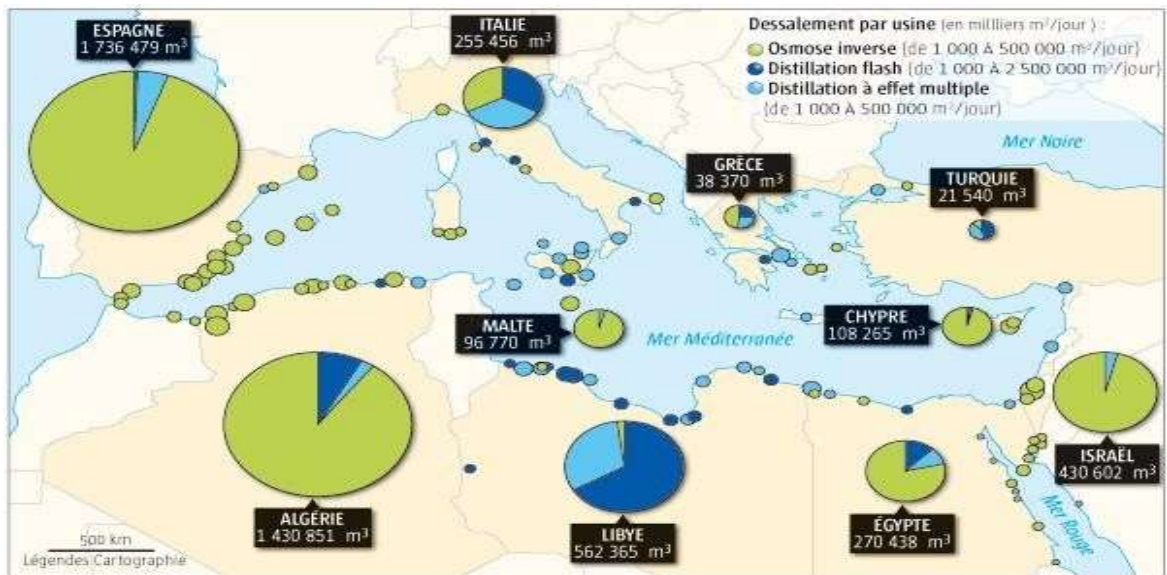 ESPAGNE
1 736 479 m³
ITALIE
255 456 m³
Dessalement par usine (en millliers m³/jour) :
Osmose inverse (de 1 000 À 500 000 m³/jour)
Distillation flash (de 1 000 À 2 500 000 m³/jour)
Distillation à effet multiple
(de 1 000 À 500 000 m³/jour)
Mer Noire
GRÈCE
38 370 m³
TURQUIE
21 540 m³
MALTE
96 770 m³
Mer Méditerranée
CHYPRE
108 265 m³
ISRAËL
430 602 m³
ALGÉRIE
1 430 851 m³
LIBYE
562 365 m³
ÉGYPTE
270 438 m³
Mer Rouge
500 km
Légendes Cartographie